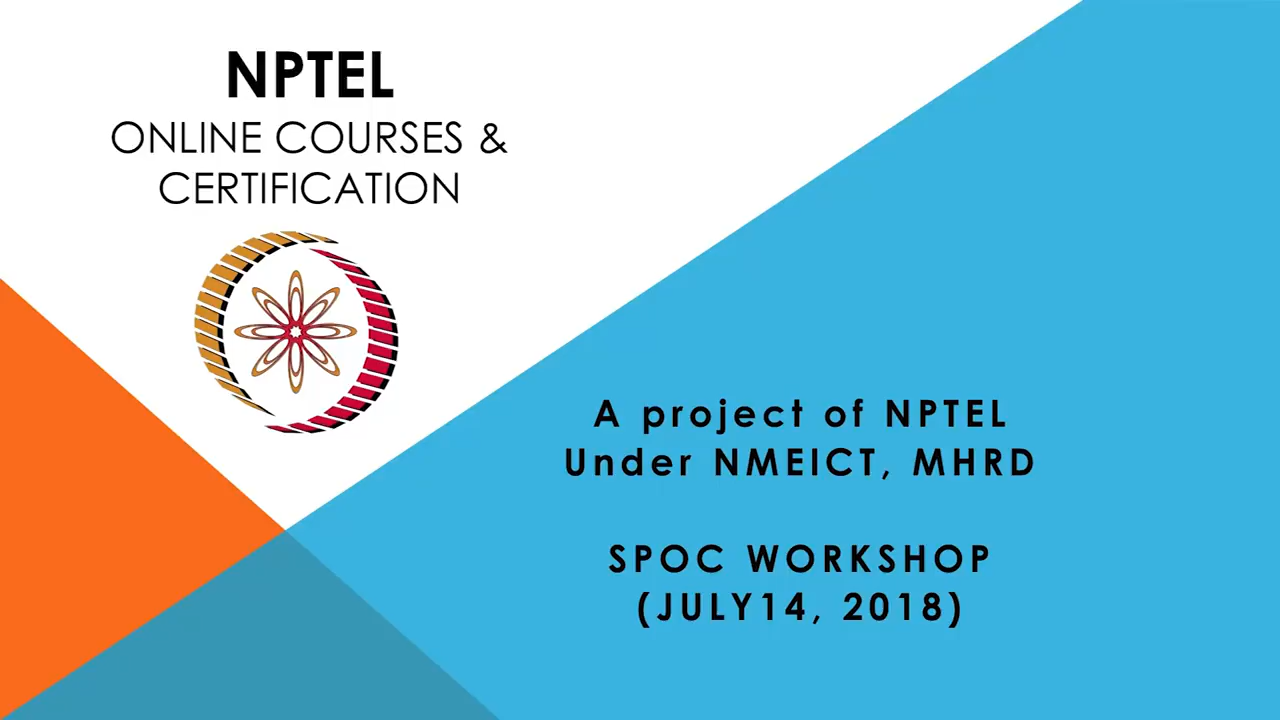 NPTEL
ONLINE COURSES &
CERTIFICATION
A project of NPTEL
Under NMEICT, MHRD
SPOC WORKSHOP
(JULY14, 2018)